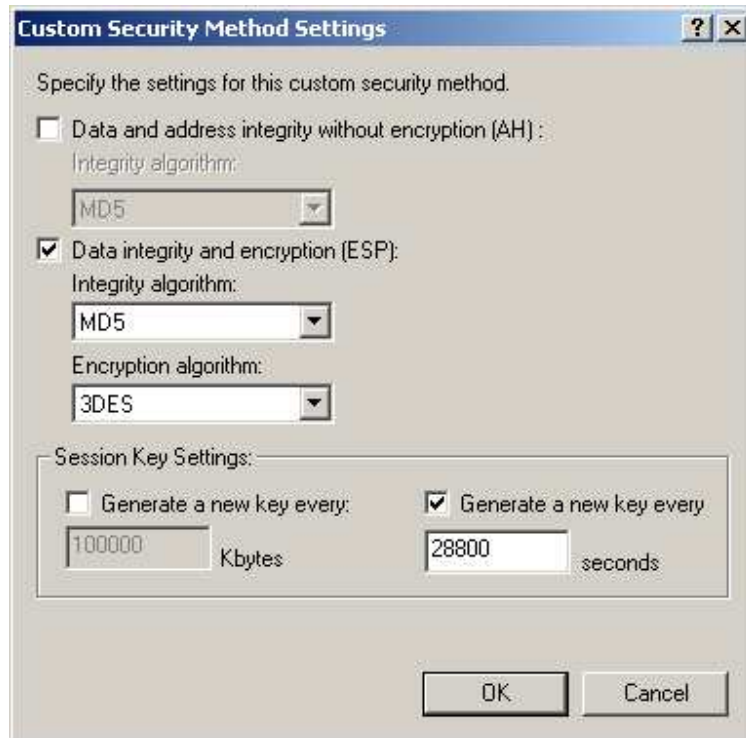 Custom Security Method Settings
Specify the settings for this custom security method.
Data and address integrity without encryption (AH) :
Integrity algorithm:
MD5
Data integrity and encryption (ESP):
Integrity algorithm:
MD5
Encryption algorithm:
3DES
Session Key Settings:
Generate a new key every: Generate a new key every
100000 Kbytes 28800 seconds
OK Cancel